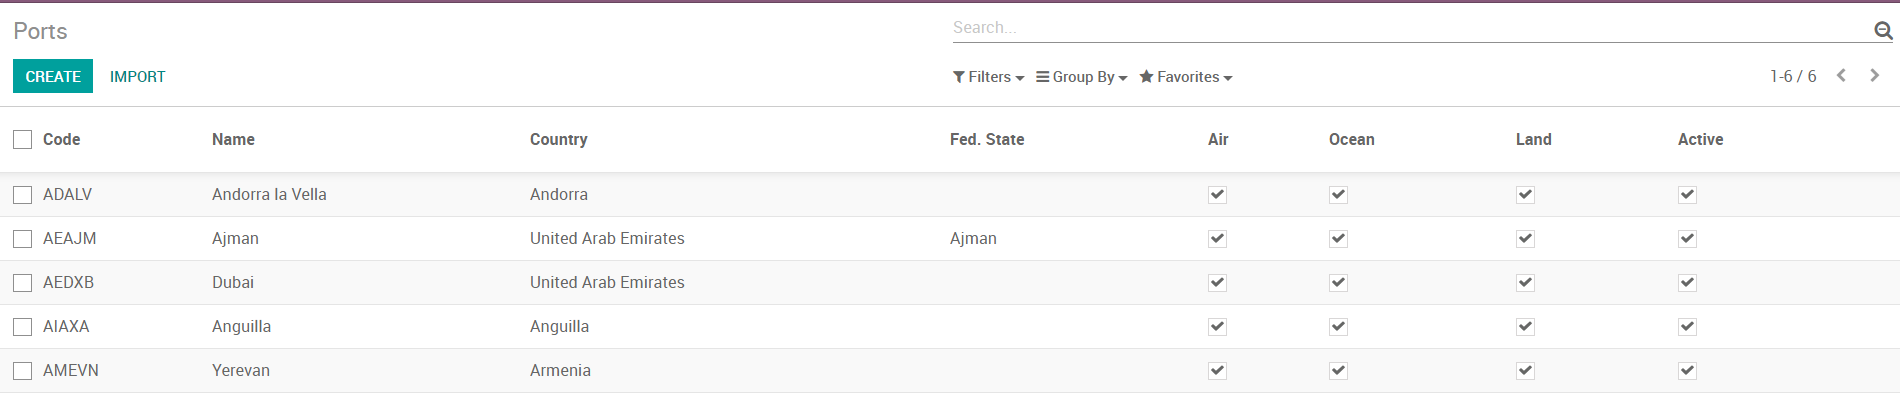 Ports
Search...
CREATE IMPORT
Filters Group By Favorites 1-6 / 6
Code Name Country Fed. State Air Ocean Land Active
ADALV Andorra la Vella Andorra
AEAJM Ajman United Arab Emirates Ajman
AEDXB Dubai United Arab Emirates
AIAXA Anguilla Anguilla
AMEVN Yerevan Armenia